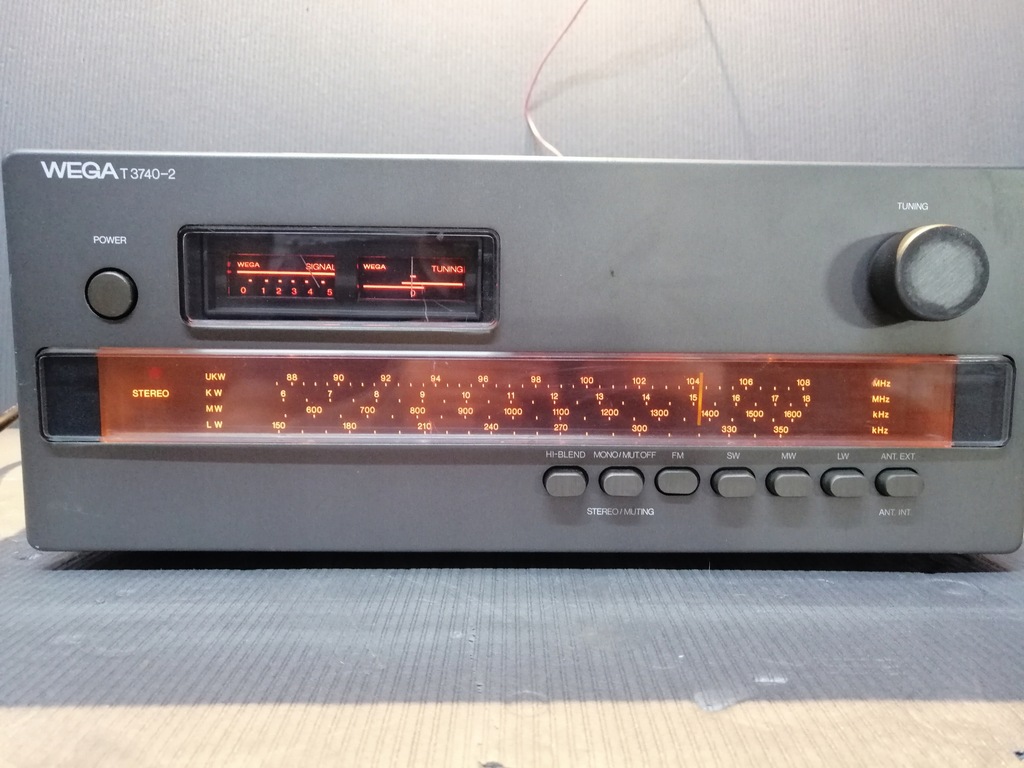 WEGA T 3740-2
TUNING
POWER
WEGA SIGNAL
0 1 2 3 4 5
WEGA TUNING
0
STEREO
UKW 88 90 92 94 96 98 100 102 104 106 108 MHz
KW 6 7 8 9 10 11 12 13 14 15 16 17 18 MHz
MW 600 700 800 900 1000 1100 1200 1300 1400 1500 1600 kHz
LW 150 180 210 240 270 300 330 350 kHz
HI-BLEND MONO/MUT.OFF FM SW MW LW ANT. EXT.
STEREO/MUTING ANT. INT.